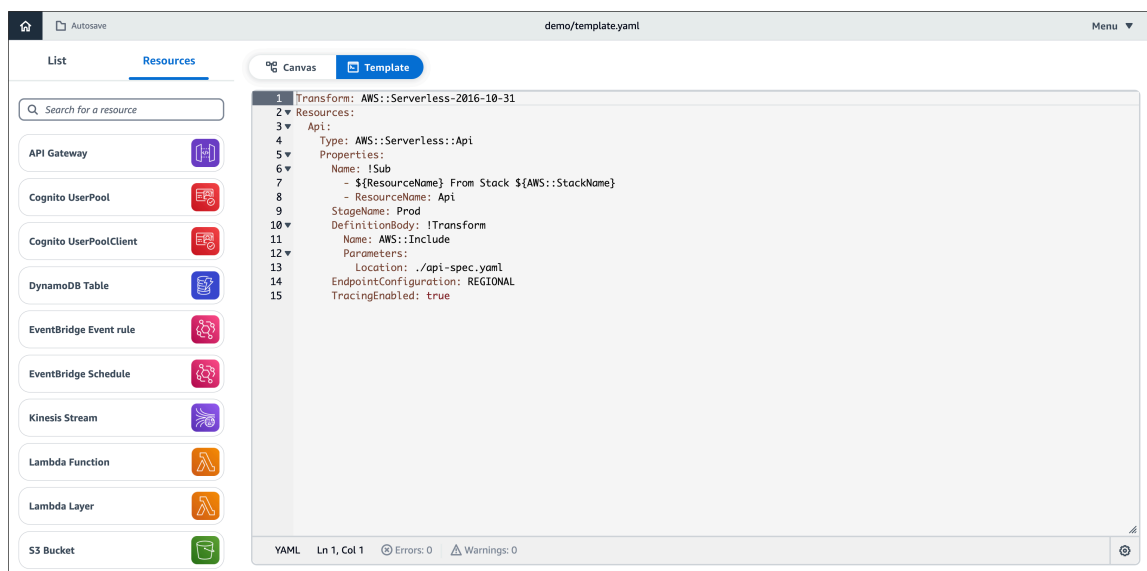 Autosave
demo/template.yaml
Menu ▼
List
Resources
Canvas
Template
Search for a resource
API Gateway
Cognito UserPool
Cognito UserPoolClient
DynamoDB Table
EventBridge Event rule
EventBridge Schedule
Kinesis Stream
Lambda Function
Lambda Layer
S3 Bucket
1 Transform: AWS::Serverless-2016-10-31
2 Resources:
3   Api:
4     Type: AWS::Serverless::Api
5     Properties:
6       Name: !Sub
7         - ${ResourceName} From Stack ${AWS::StackName}
8         - ResourceName: Api
9       StageName: Prod
10       DefinitionBody: !Transform
11         Name: AWS::Include
12         Parameters:
13           Location: ./api-spec.yaml
14       EndpointConfiguration: REGIONAL
15       TracingEnabled: true
YAML Ln 1, Col 1 Errors: 0 Warnings: 0